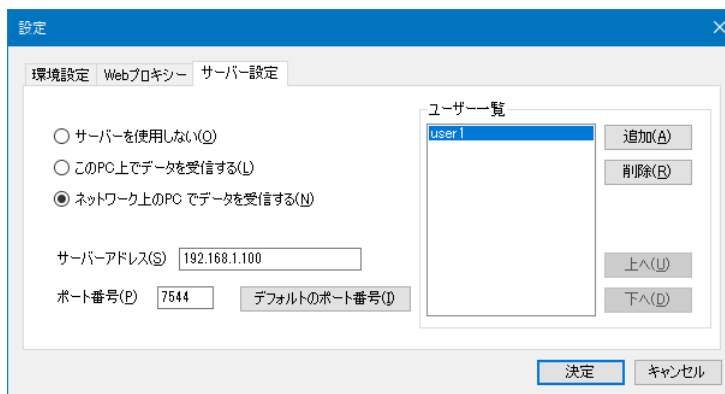 設定
環境設定 Webプロキシー サーバー設定
サーバーを使用しない(O)
このPC上でデータを受信する(L)
ネットワーク上のPC でデータを受信する(N)
サーバーアドレス(S) 192.168.1.100
ポート番号(P) 7544 デフォルトのポート番号(I)
ユーザー一覧
user1
追加(A)
削除(R)
上へ(U)
下へ(D)
決定 キャンセル